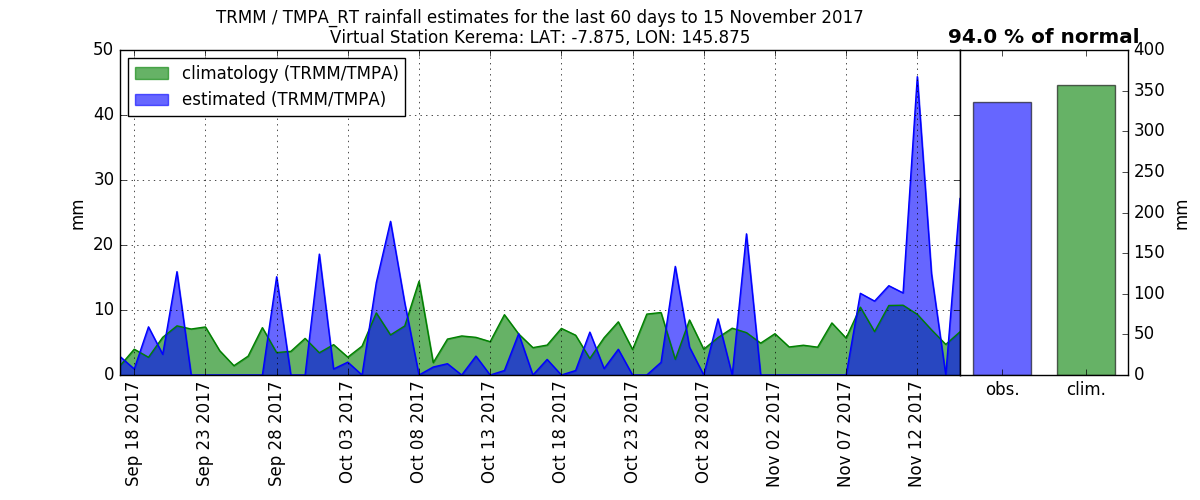 TRMM / TMPA_RT rainfall estimates for the last 60 days to 15 November 2017
Virtual Station Kerema: LAT: -7.875, LON: 145.875
94.0 % of normal
climatology (TRMM/TMPA)
estimated (TRMM/TMPA)
50
40
30
20
10
0
mm
400
350
300
250
200
150
100
50
0
mm
Sep 18 2017
Sep 23 2017
Sep 28 2017
Oct 03 2017
Oct 08 2017
Oct 13 2017
Oct 18 2017
Oct 23 2017
Oct 28 2017
Nov 02 2017
Nov 07 2017
Nov 12 2017
obs.
clim.